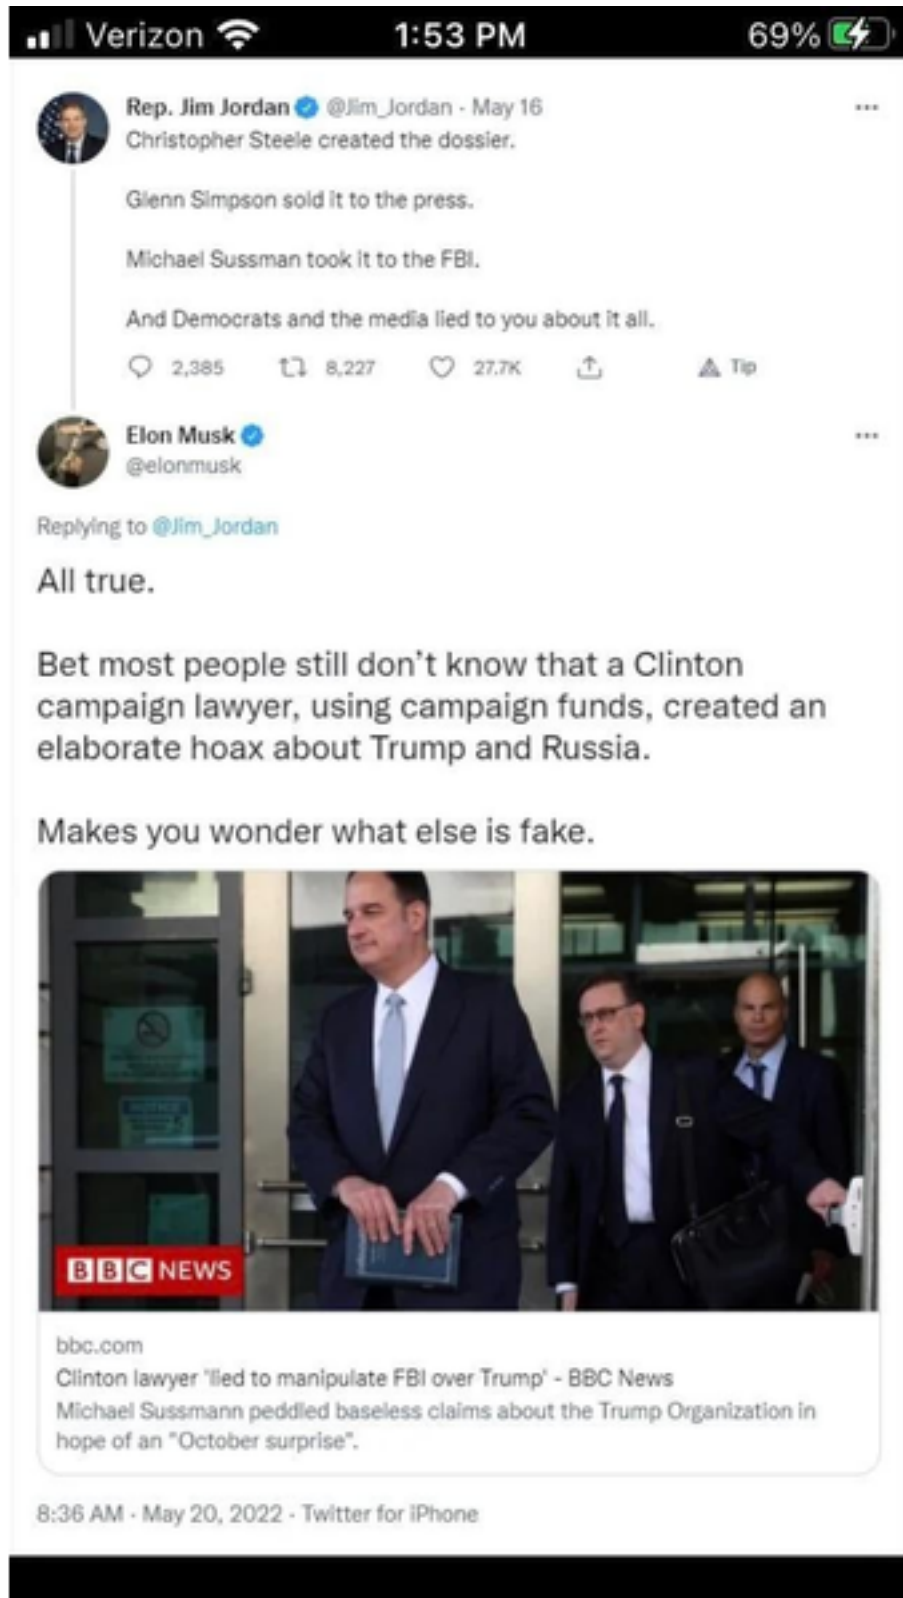 Verizon 1:53 PM 69%
Rep. Jim Jordan @Jim_Jordan · May 16
Christopher Steele created the dossier.
Glenn Simpson sold it to the press.
Michael Sussman took it to the FBI.
And Democrats and the media lied to you about it all.
2,385 8,227 27.7K Tip
Elon Musk
@elonmusk
Replying to @Jim_Jordan
All true.
Bet most people still don't know that a Clinton
campaign lawyer, using campaign funds, created an
elaborate hoax about Trump and Russia.
Makes you wonder what else is fake.
NOTICE
BBC NEWS
bbc.com
Clinton lawyer 'lied to manipulate FBI over Trump' - BBC News
Michael Sussmann peddled baseless claims about the Trump Organization in
hope of an "October surprise".
8:36 AM · May 20, 2022 · Twitter for iPhone